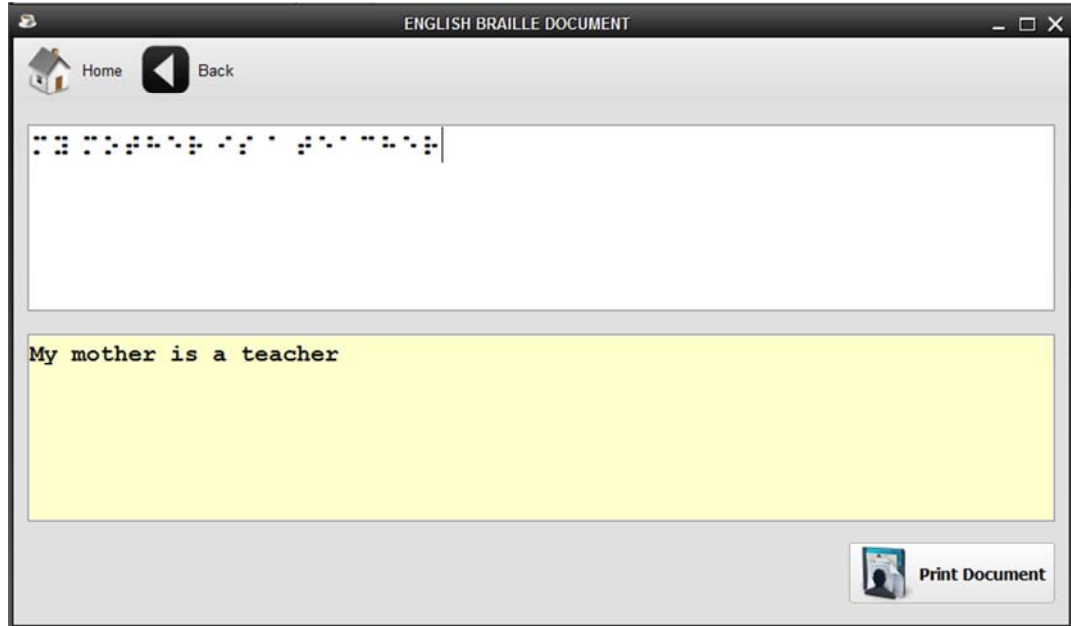 ENGLISH BRAILLE DOCUMENT
Home Back
⠍⠽ ⠍⠕⠞⠓⠑⠗ ⠊⠎ ⠁ ⠞⠑⠁⠉⠓⠑⠗
My mother is a teacher
Print Document